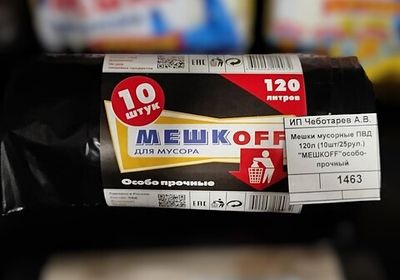 10
штук
120
литров
МЕШКOFF
ДЛЯ МУСОРА
Особо прочные
ИП Чеботарев А.В.
Мешки мусорные ПВД
120л (10шт/25рул.)
"МЕШКOFF"особо-
прочный
1463